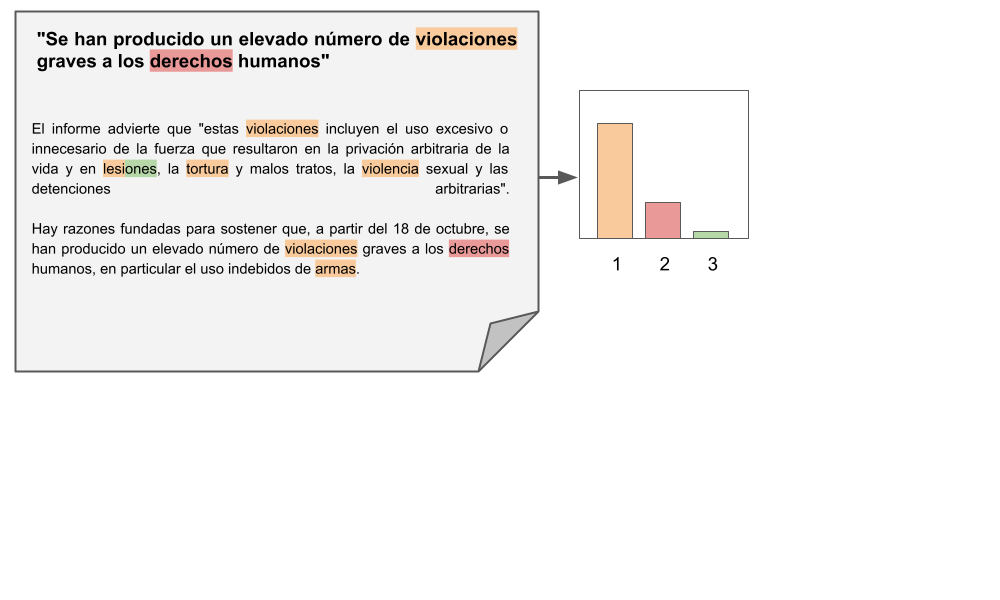 "Se han producido un elevado número de violaciones
graves a los derechos humanos"
El informe advierte que "estas violaciones incluyen el uso excesivo o
innecesario de la fuerza que resultaron en la privación arbitraria de la
vida y en lesiones, la tortura y malos tratos, la violencia sexual y las
detenciones arbitrarias".
Hay razones fundadas para sostener que, a partir del 18 de octubre, se
han producido un elevado número de violaciones graves a los derechos
humanos, en particular el uso indebidos de armas.
1 2 3